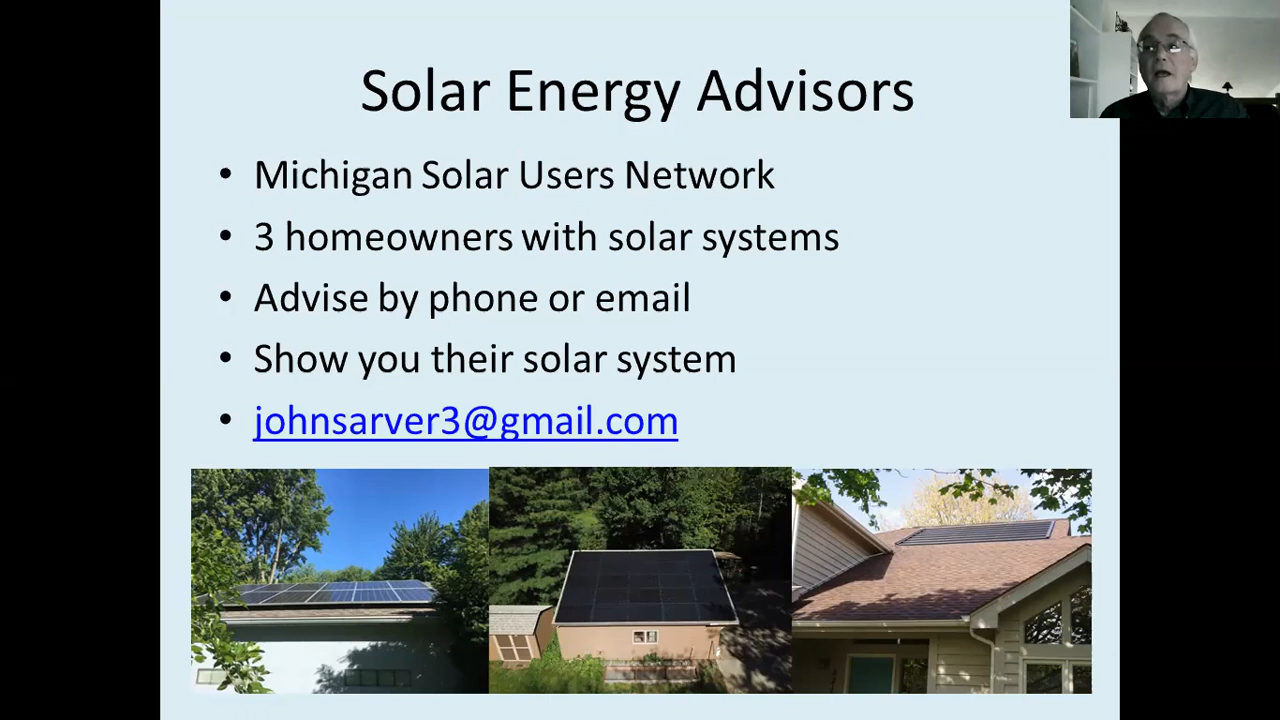 Solar Energy Advisors
• Michigan Solar Users Network
• 3 homeowners with solar systems
• Advise by phone or email
• Show you their solar system
• johnsarver3@gmail.com